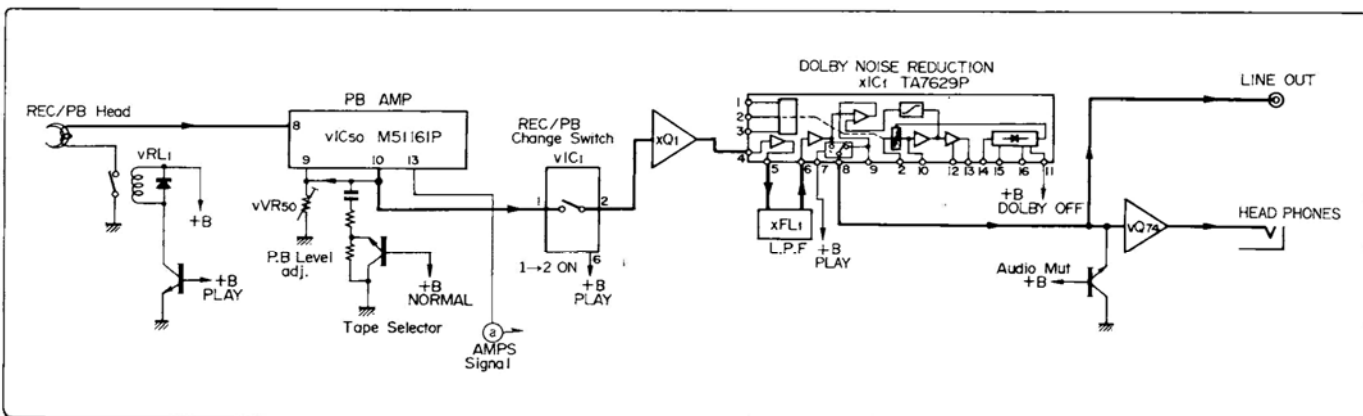 REC/PB Head
vRL1
+B
+B
PLAY
PB AMP
vIC50 M51161P
8
9
10
13
vVR50
P.B Level
adj.
+B
NORMAL
Tape Selector
a
AMPS
Signal
REC/PB
Change Switch
vIC1
1
2
6
1→2 ON
+B
PLAY
xQ1
DOLBY NOISE REDUCTION
xIC1 TA7629P
1
2
3
4
5
6
7
8
9
2
10
12
13
14
15
16
11
xFL1
L.P.F
+B
PLAY
+B
DOLBY OFF
LINE OUT
vQ74
HEAD PHONES
Audio Mut
+B